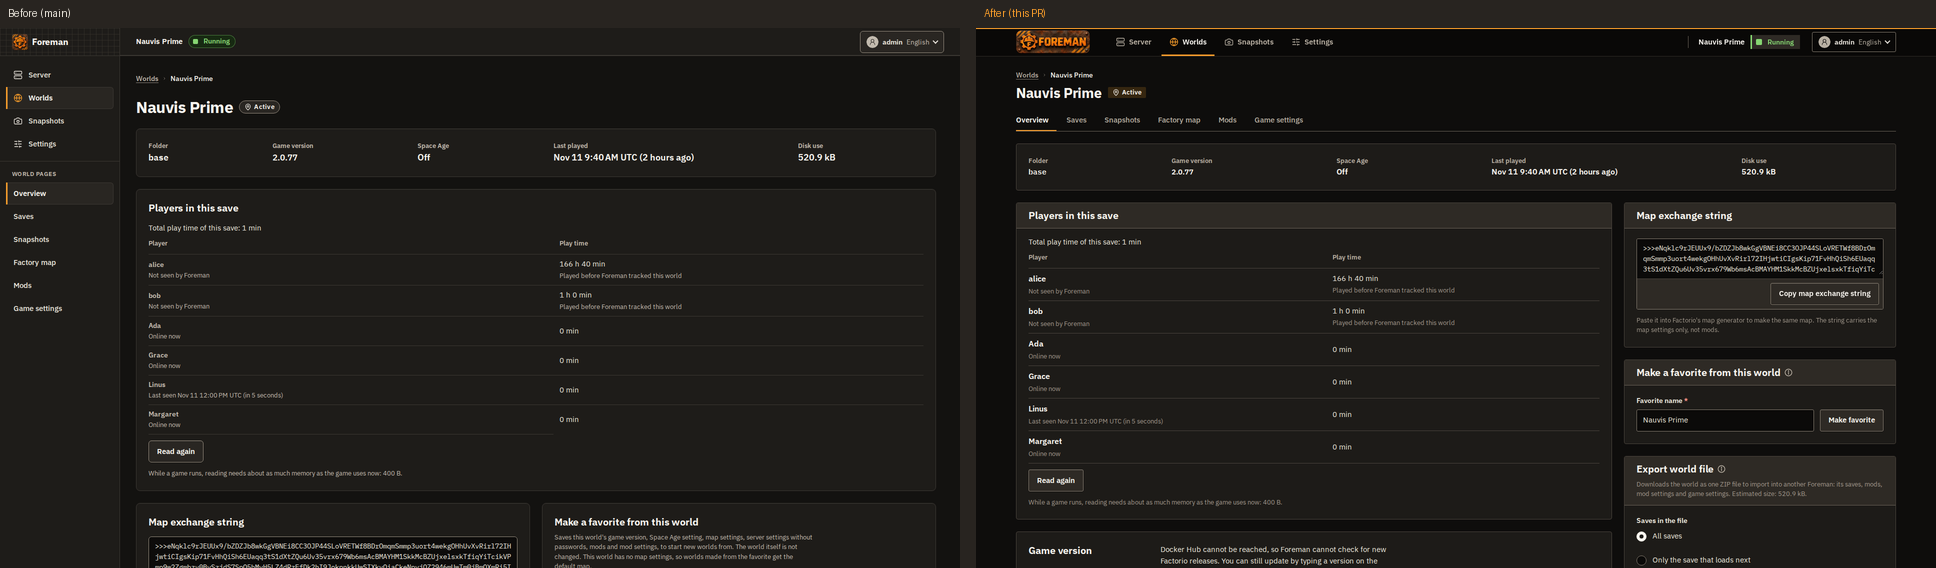 Before (main)
Foreman
Nauvis Prime
Running
admin English
Server
Worlds
Snapshots
Settings
WORLD PAGES
Overview
Saves
Snapshots
Factory map
Mods
Game settings
Worlds · Nauvis Prime
Nauvis Prime
Active
Folder
base
Game version
2.0.77
Space Age
Off
Last played
Nov 11 9:40 AM UTC (2 hours ago)
Disk use
520.9 kB
Players in this save
Total play time of this save: 1 min
Player
Play time
alice
Not seen by Foreman
166 h 40 min
Played before Foreman tracked this world
bob
Not seen by Foreman
1 h 0 min
Played before Foreman tracked this world
Ada
Online now
0 min
Grace
Online now
0 min
Linus
Last seen Nov 11 12:00 PM UTC (in 5 seconds)
0 min
Margaret
Online now
0 min
Read again
While a game runs, reading needs about as much memory as the game uses now: 400 B.
Map exchange string
Make a favorite from this world
Saves this world's game version, Space Age setting, map settings, server settings without
passwords, mods and mod settings, to start new worlds from. The world itself is not
changed. This world has no map settings, so worlds made from the favorite get the
default map.
After (this PR)
FOREMAN
Server
Worlds
Snapshots
Settings
Nauvis Prime
Running
admin English
Worlds · Nauvis Prime
Nauvis Prime
Active
Overview
Saves
Snapshots
Factory map
Mods
Game settings
Folder
base
Game version
2.0.77
Space Age
Off
Last played
Nov 11 9:40 AM UTC (2 hours ago)
Disk use
520.9 kB
Players in this save
Total play time of this save: 1 min
Player
Play time
alice
Not seen by Foreman
166 h 40 min
Played before Foreman tracked this world
bob
Not seen by Foreman
1 h 0 min
Played before Foreman tracked this world
Ada
Online now
0 min
Grace
Online now
0 min
Linus
Last seen Nov 11 12:00 PM UTC (in 5 seconds)
0 min
Margaret
Online now
0 min
Read again
While a game runs, reading needs about as much memory as the game uses now: 400 B.
Game version
Docker Hub cannot be reached, so Foreman cannot check for new
Factorio releases. You can still update by typing a version on the
Map exchange string
Copy map exchange string
Paste it into Factorio's map generator to make the same map. The string carries the
map settings only, not mods.
Make a favorite from this world
Favorite name *
Nauvis Prime
Make favorite
Export world file
Downloads the world as one ZIP file to import into another Foreman: its saves, mods,
mod settings and game settings. Estimated size: 520.9 kB.
Saves in the file
All saves
Only the save that loads next